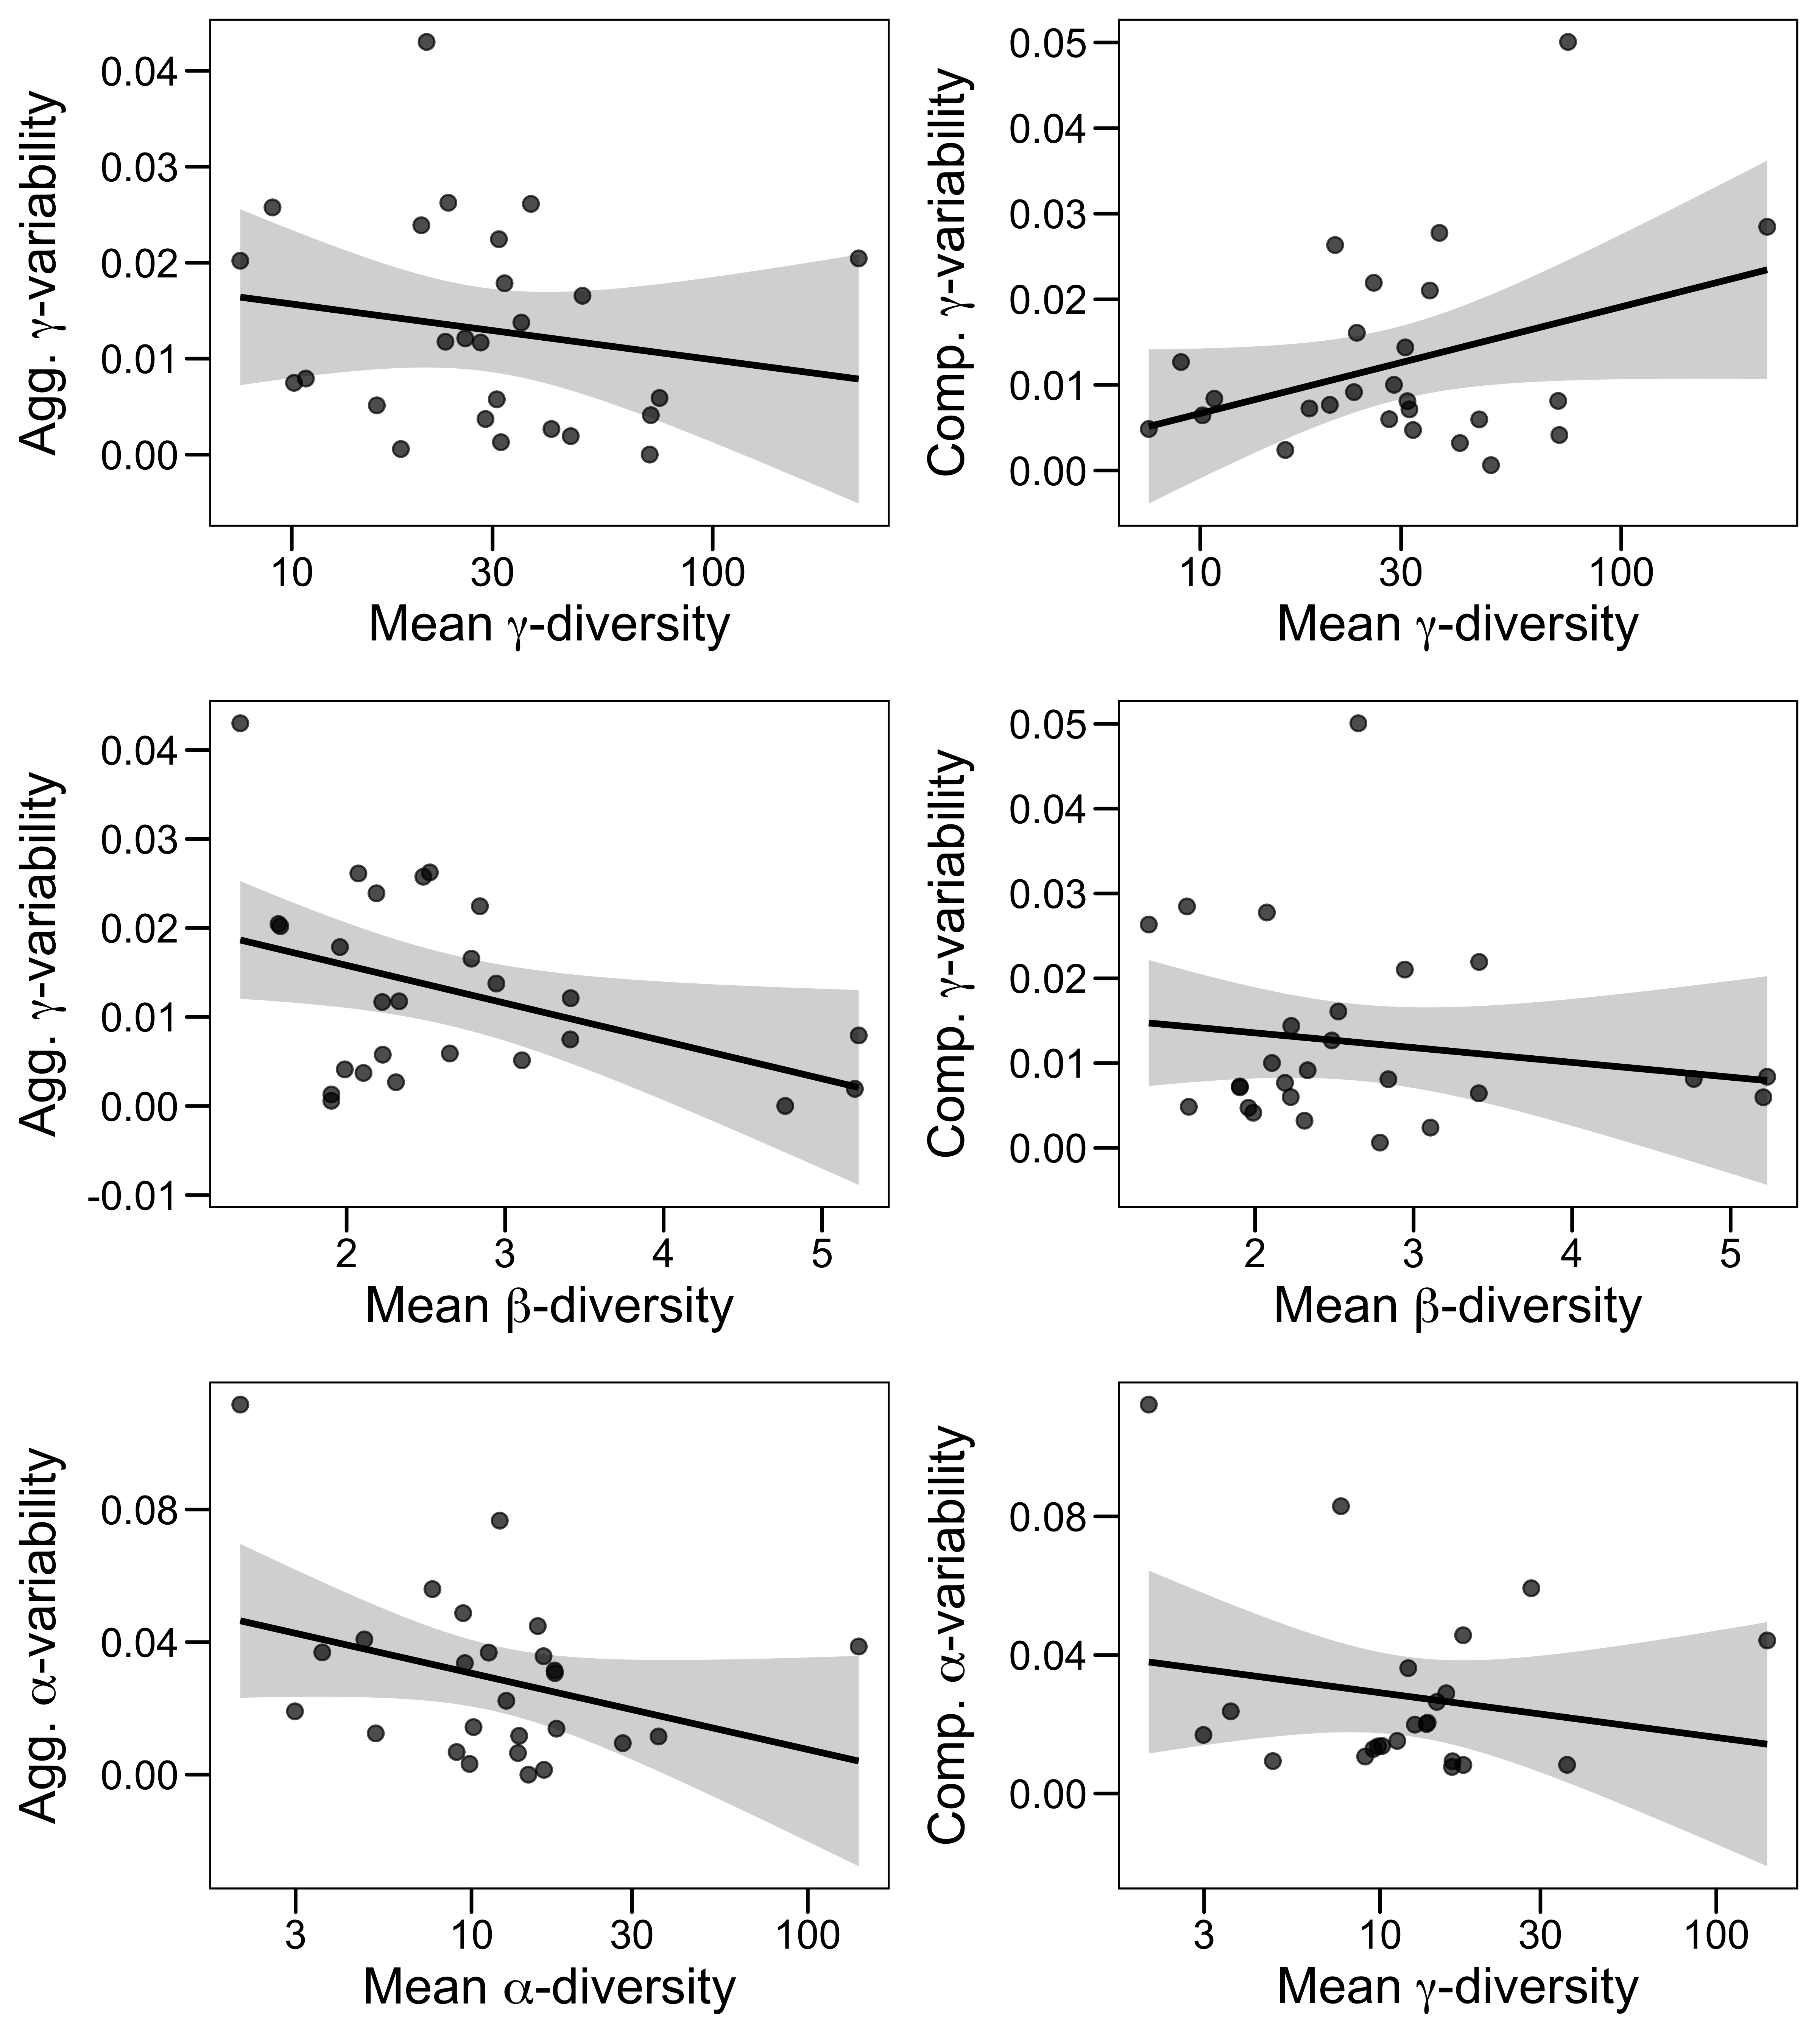 Agg. γ-variability
0.04
0.03
0.02
0.01
0.00
10 30 100
Mean γ-diversity
Comp. γ-variability
0.05
0.04
0.03
0.02
0.01
0.00
10 30 100
Mean γ-diversity
Agg. γ-variability
0.04
0.03
0.02
0.01
0.00
-0.01
2 3 4 5
Mean β-diversity
Comp. γ-variability
0.05
0.04
0.03
0.02
0.01
0.00
2 3 4 5
Mean β-diversity
Agg. α-variability
0.08
0.04
0.00
3 10 30 100
Mean α-diversity
Comp. α-variability
0.08
0.04
0.00
3 10 30 100
Mean γ-diversity